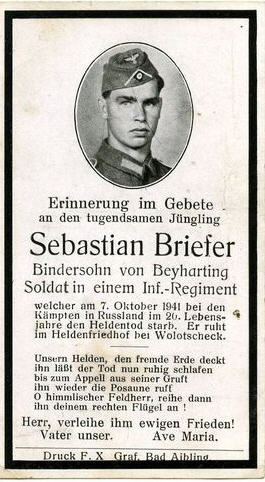 Erinnerung im Gebete
an den tugendsamen Jüngling
Sebastian Briefer
Bindersohn von Beyharting
Soldat in einem Inf.-Regiment
welcher am 7. Oktober 1941 bei den
Kämpten in Russland im 20. Lebens-
jahre den Heldentod starb. Er ruht
im Heldenfriedhof bei Wolotscheck.
Unsern Helden, den fremde Erde deckt
ihn läßt der Tod nun ruhig schlafen
bis zum Appell aus seiner Gruft
ihn wieder die Posaune ruft
O himmlischer Feldherr, reihe dann
ihn deinem rechten Flügel an!
Herr, verleihe ihm ewigen Frieden!
Vater unser. Ave Maria.
Druck F. X Graf, Bad Aibling.